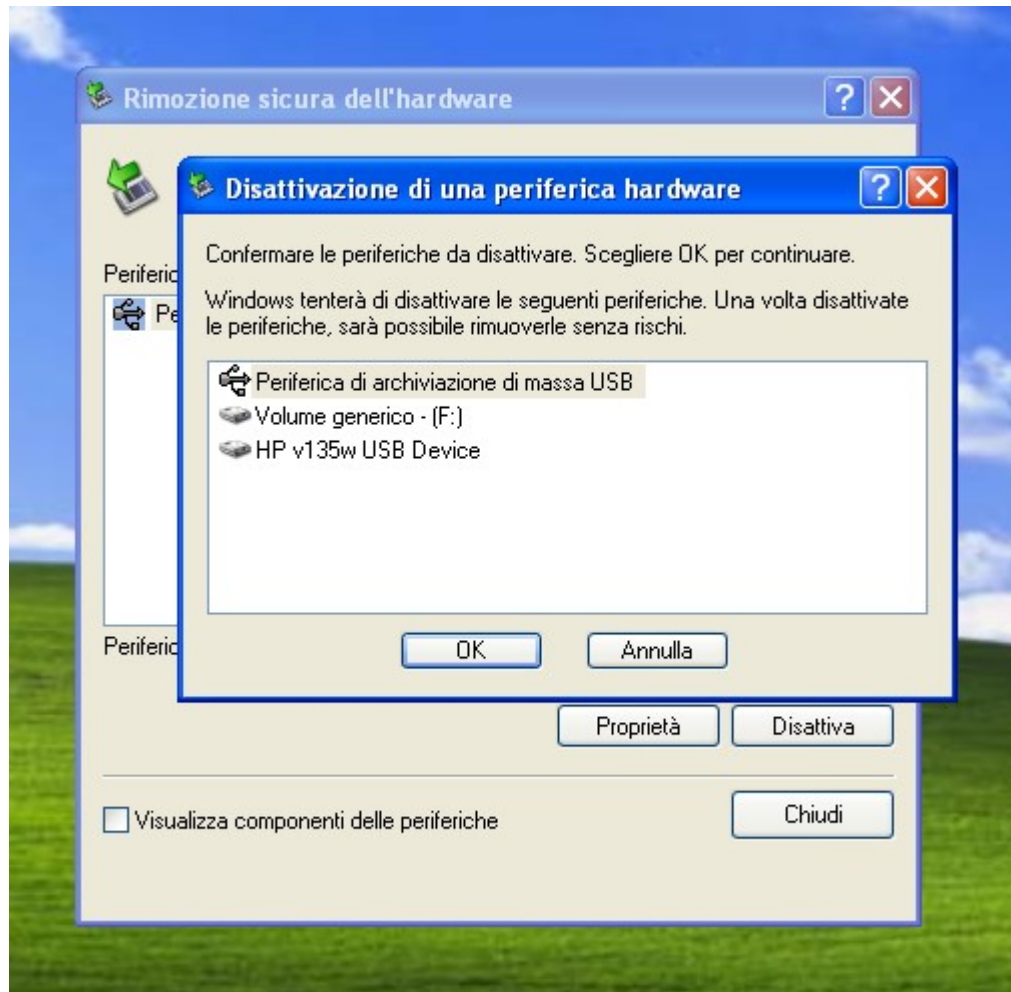 Rimozione sicura dell'hardware
Disattivazione di una periferica hardware
Confermare le periferiche da disattivare. Scegliere OK per continuare.
Windows tenterà di disattivare le seguenti periferiche. Una volta disattivate
le periferiche, sarà possibile rimuoverle senza rischi.
Periferica di archiviazione di massa USB
Volume generico - (F:)
HP v135w USB Device
OK Annulla
Proprietà Disattiva
Visualizza componenti delle periferiche Chiudi